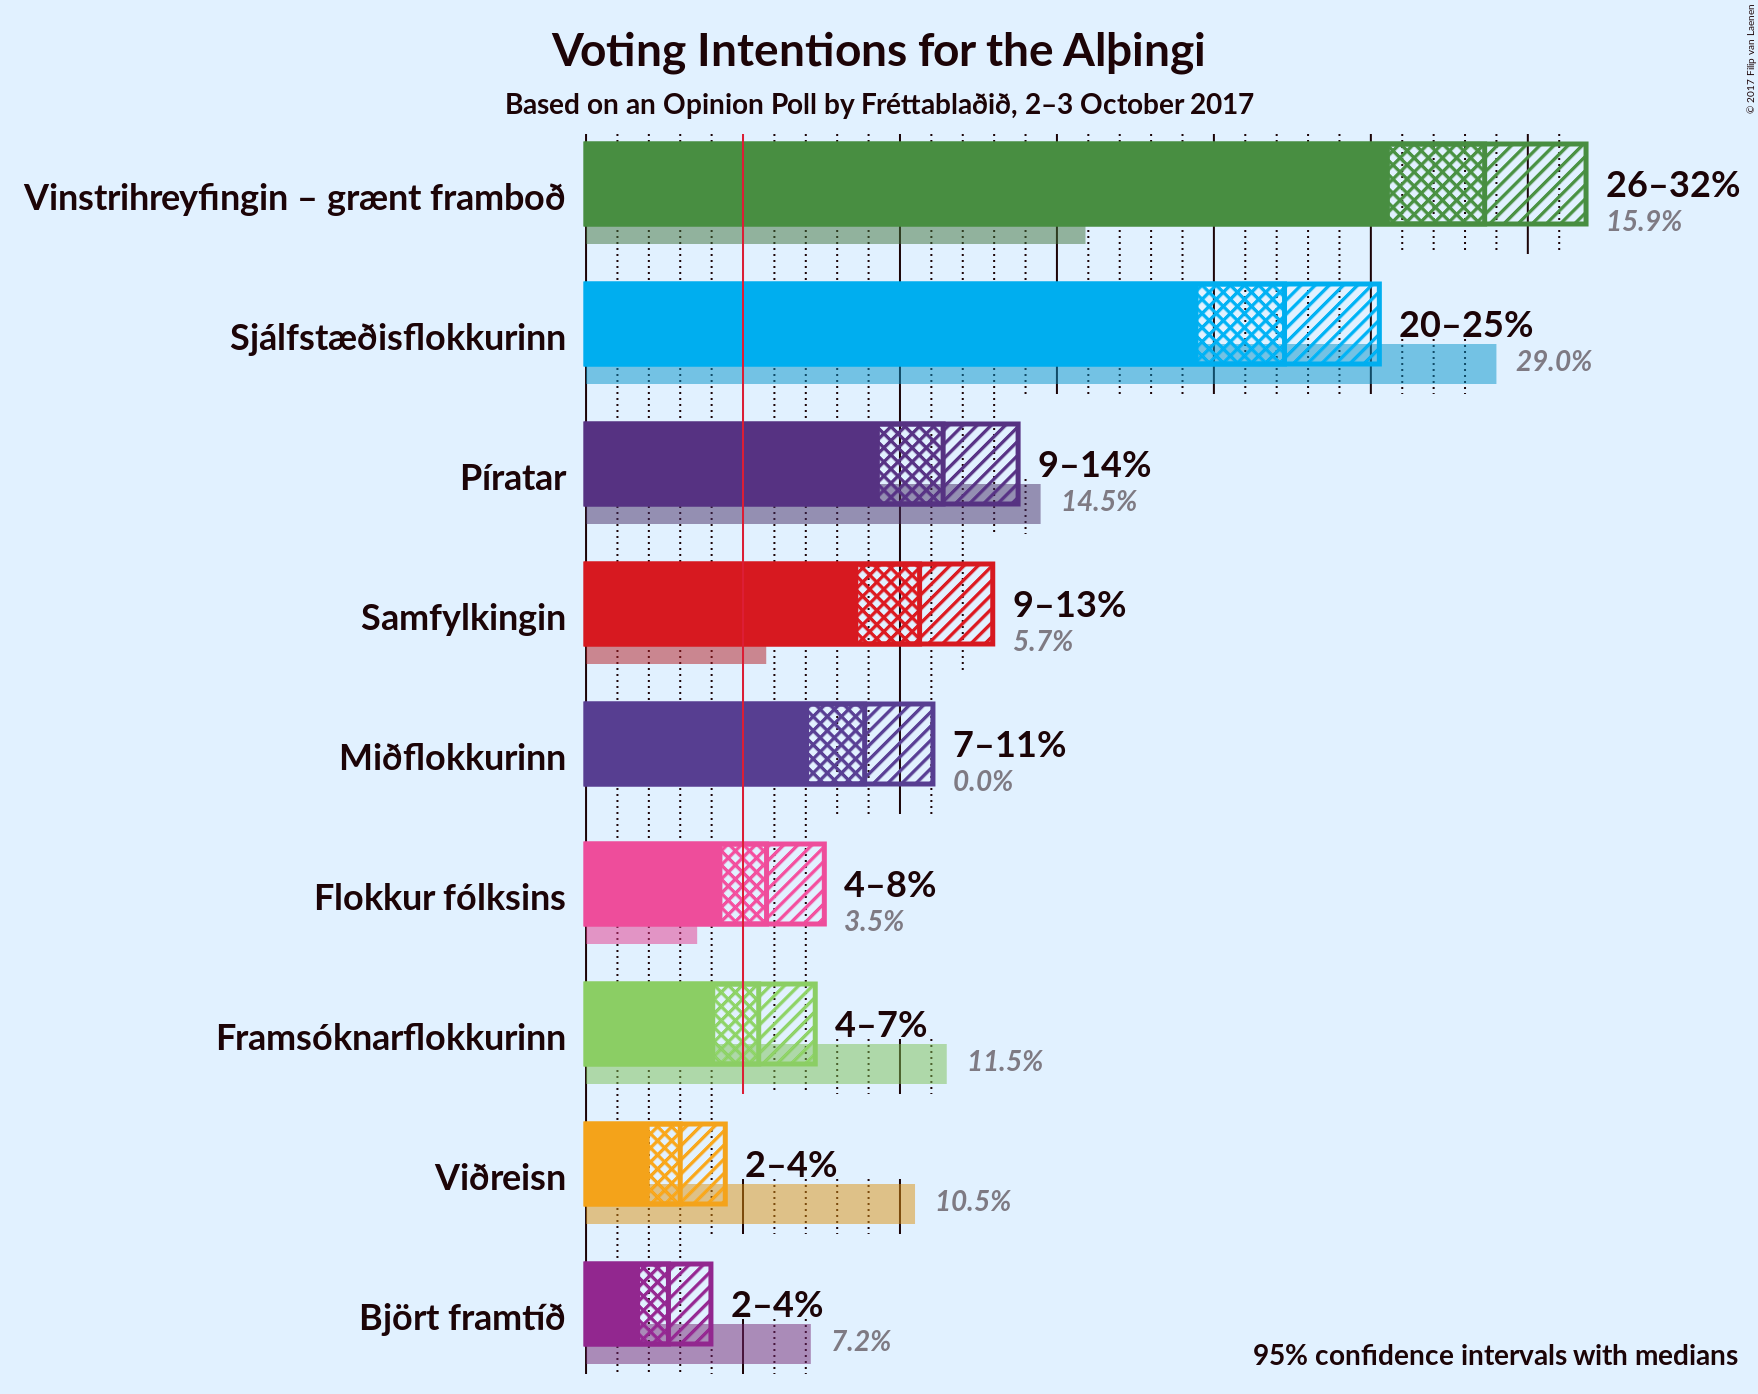 © 2017 Filip van Laenen
Voting Intentions for the Alþingi
Based on an Opinion Poll by Fréttablaðið, 2–3 October 2017
Vinstrihreyfingin – grænt framboð
26–32%
15.9%
Sjálfstæðisflokkurinn
20–25%
29.0%
Píratar
9–14%
14.5%
Samfylkingin
9–13%
5.7%
Miðflokkurinn
7–11%
0.0%
Flokkur fólksins
4–8%
3.5%
Framsóknarflokkurinn
4–7%
11.5%
Viðreisn
2–4%
10.5%
Björt framtíð
2–4%
7.2%
95% confidence intervals with medians